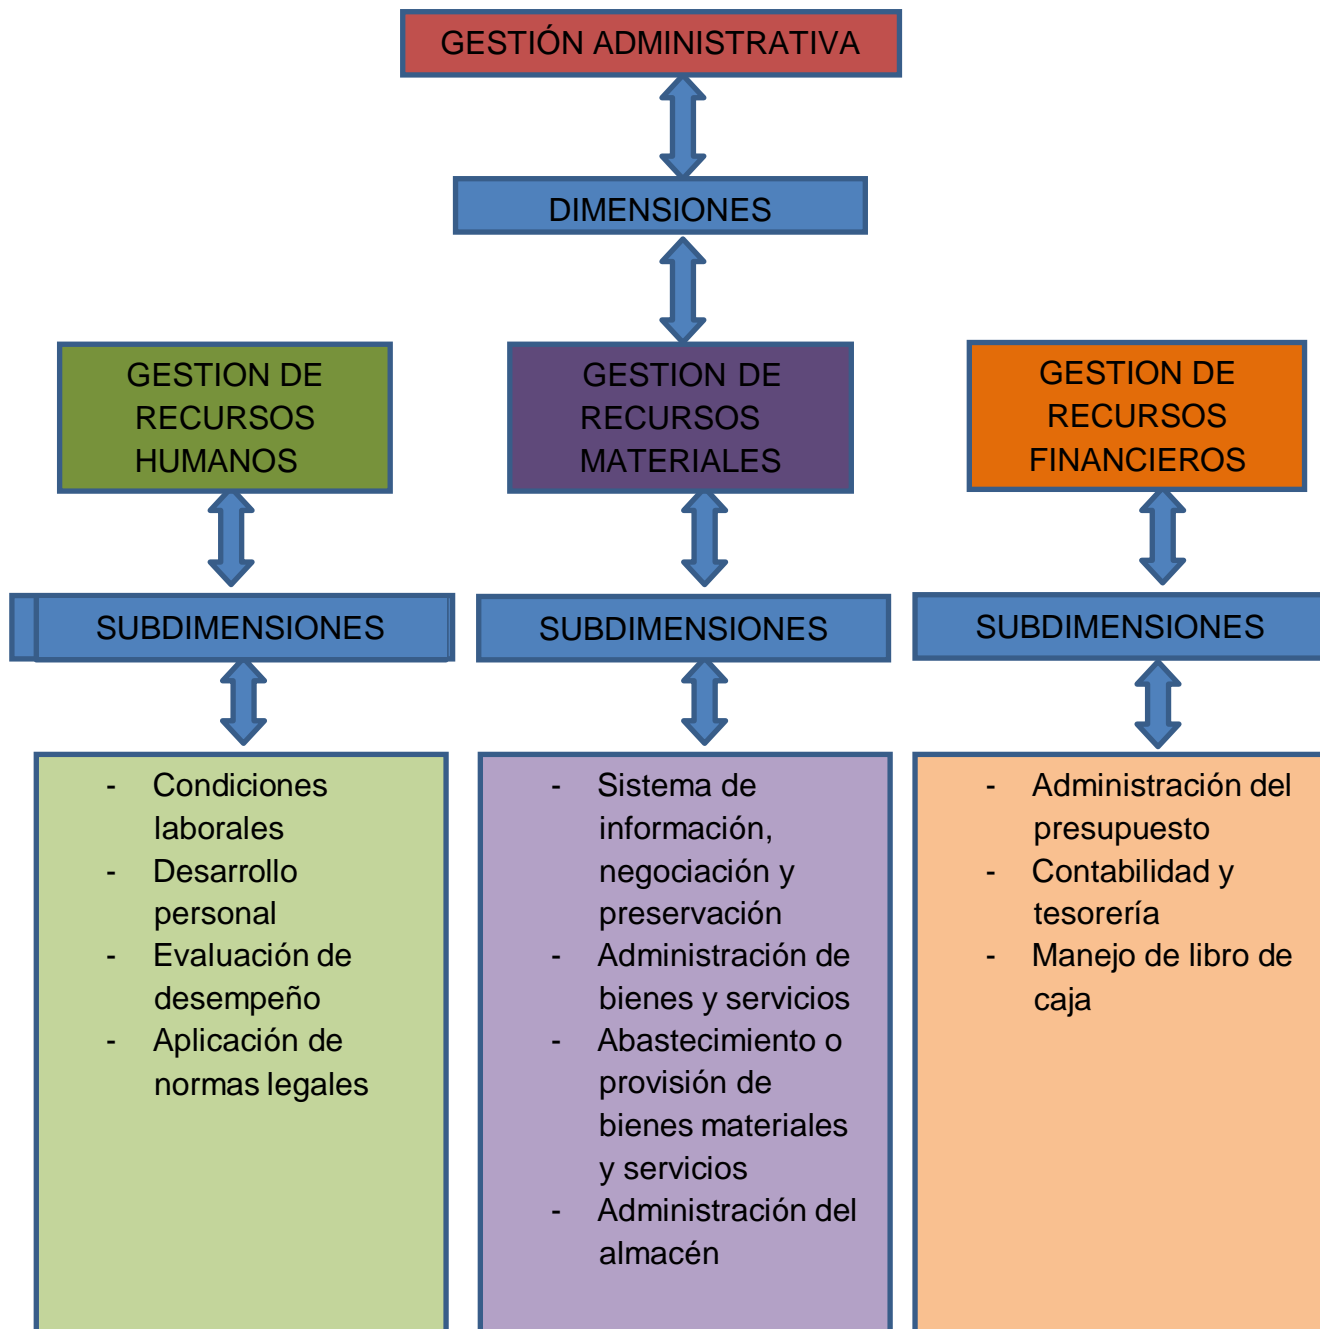 GESTIÓN ADMINISTRATIVA
DIMENSIONES
GESTION DE
RECURSOS
HUMANOS
GESTION DE
RECURSOS
MATERIALES
GESTION DE
RECURSOS
FINANCIEROS
SUBDIMENSIONES
SUBDIMENSIONES
SUBDIMENSIONES
- Condiciones
laborales
- Desarrollo
personal
- Evaluación de
desempeño
- Aplicación de
normas legales
- Sistema de
información,
negociación y
preservación
- Administración de
bienes y servicios
- Abastecimiento o
provisión de
bienes materiales
y servicios
- Administración del
almacén
- Administración del
presupuesto
- Contabilidad y
tesorería
- Manejo de libro de
caja